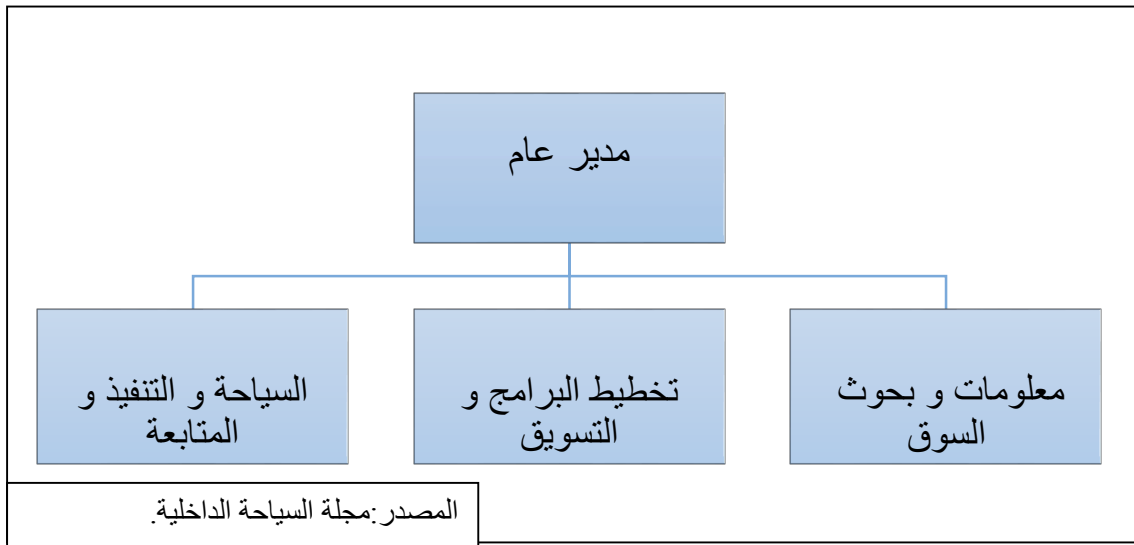 مدير عام
معلومات و بحوث
السوق
تخطيط البرامج و
التسويق
السياحة و التنفيذ و
المتابعة
المصدر:مجلة السياحة الداخلية.